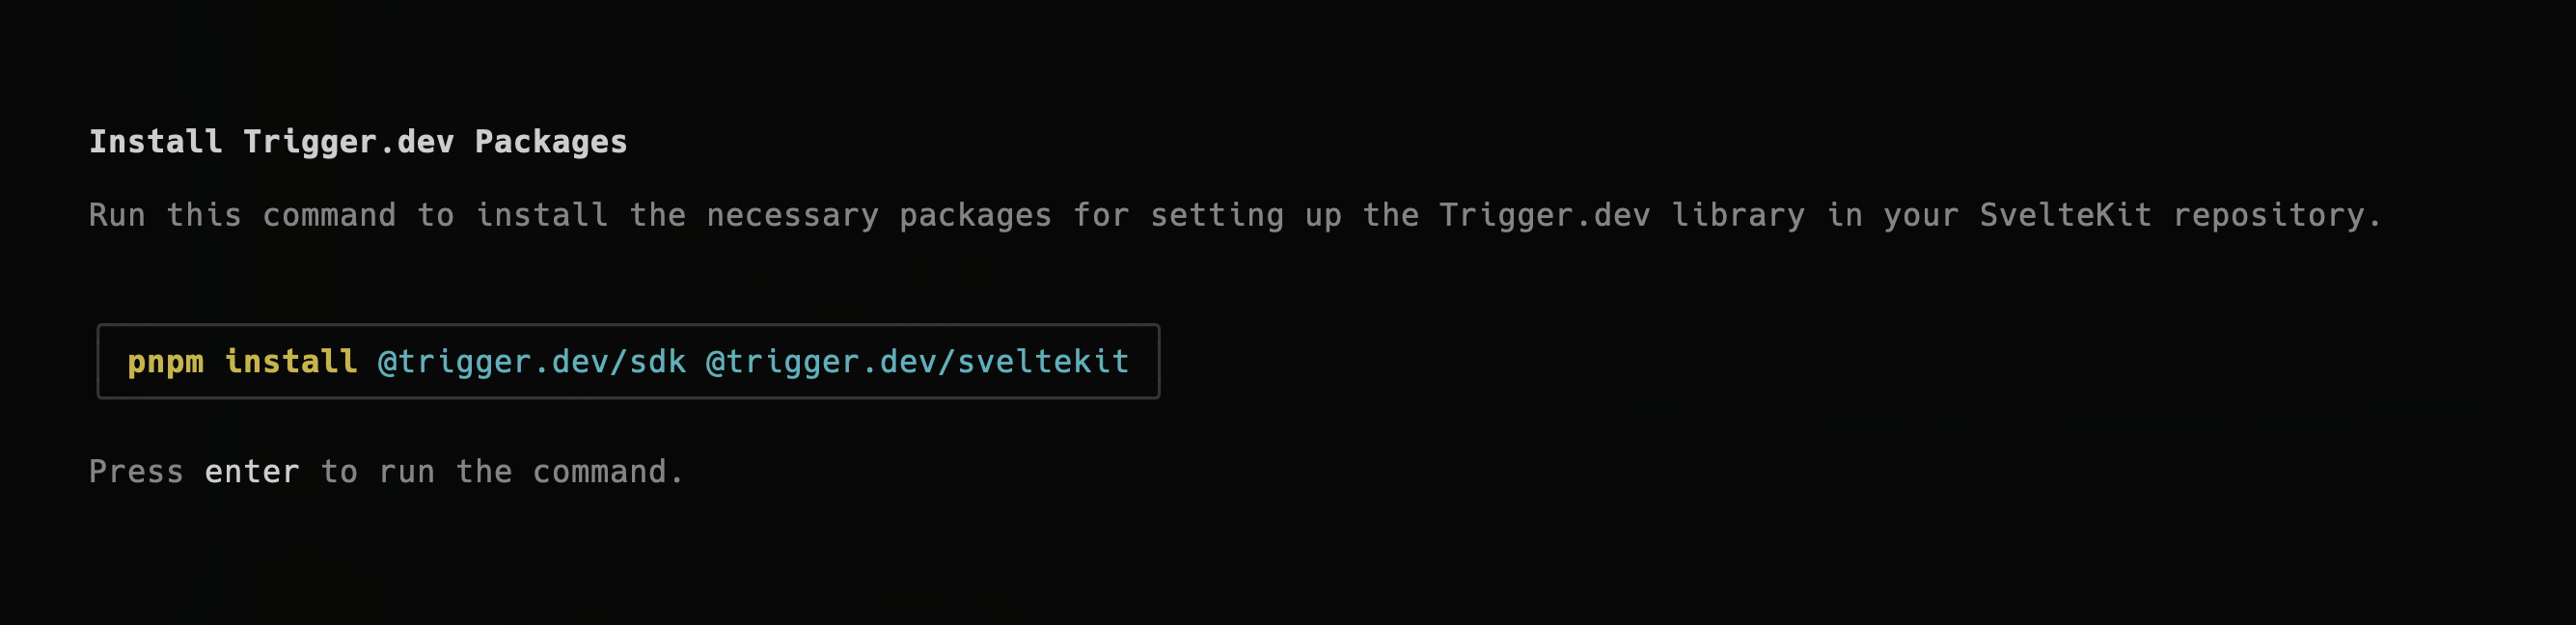 Install Trigger.dev Packages
Run this command to install the necessary packages for setting up the Trigger.dev library in your SvelteKit repository.
pnpm install @trigger.dev/sdk @trigger.dev/sveltekit
Press enter to run the command.